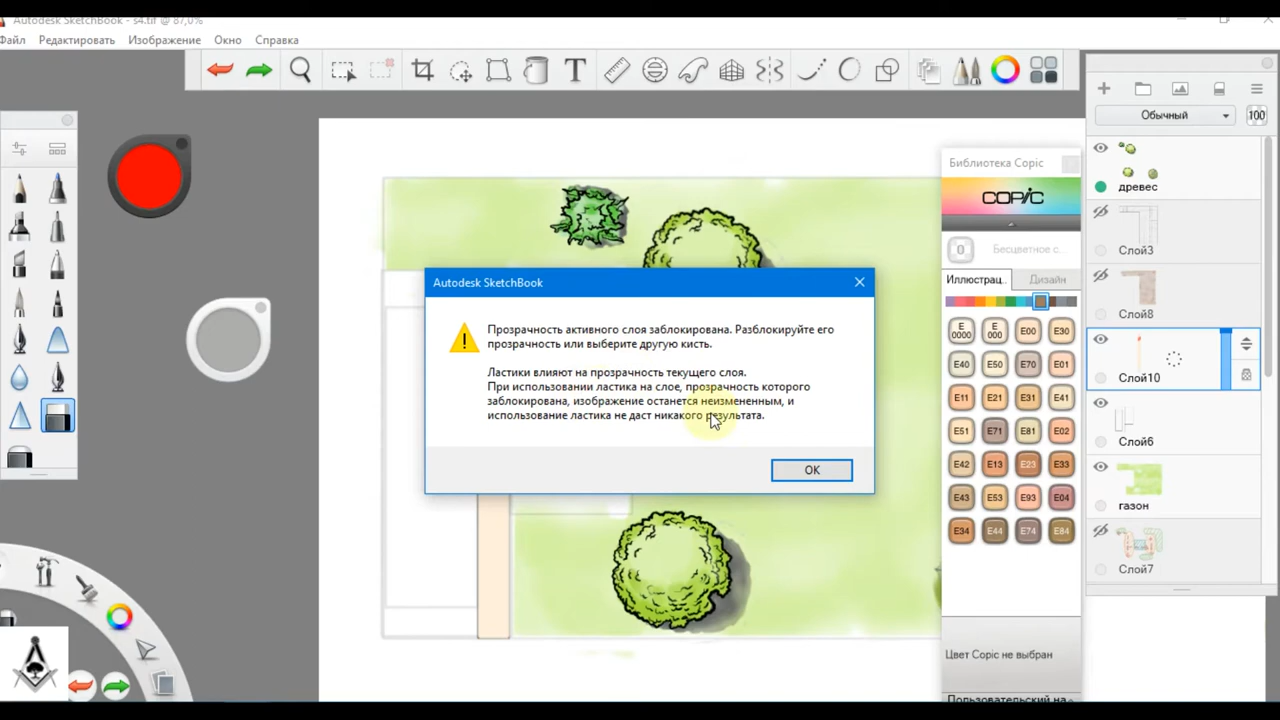 Autodesk SketchBook - s4.tif @ 87,0%
Файл Редактировать Изображение Окно Справка
T
Обычный 100
Библиотека Copic
COPIC
древес
0 Бесцветное с...
Слой3
Иллюстрац.. Дизайн
Autodesk SketchBook
Прозрачность активного слоя заблокирована. Разблокируйте его
прозрачность или выберите другую кисть.
Ластики влияют на прозрачность текущего слоя.
При использовании ластика на слое, прозрачность которого
заблокирована, изображение останется неизмененным, и
использование ластика не даст никакого результата.
OK
Слой8
E0000 E000 E00 E30
E40 E50 E70 E01
Слой10
E11 E21 E31 E41
E51 E71 E81 E02
Слой6
E42 E13 E23 E33
E43 E53 E93 E04
газон
E34 E44 E74 E84
Слой7
Цвет Copic не выбран
Пользовательский на